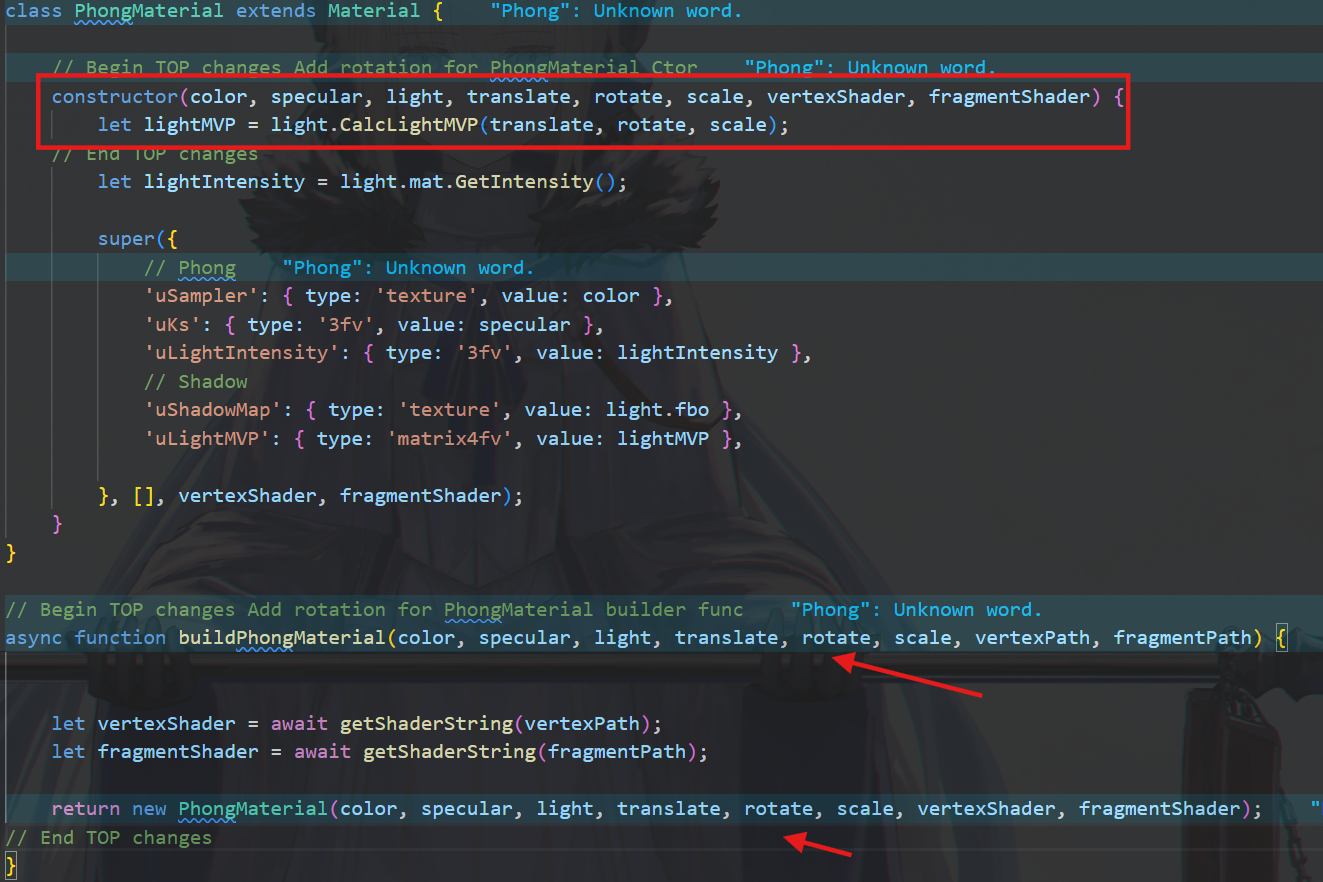 class PhongMaterial extends Material {    "Phong": Unknown word.
// Begin TOP changes Add rotation for PhongMaterial Ctor    "Phong": Unknown word.
constructor(color, specular, light, translate, rotate, scale, vertexShader, fragmentShader) {
let lightMVP = light.CalcLightMVP(translate, rotate, scale);
// End TOP changes
let lightIntensity = light.mat.GetIntensity();
super({
// Phong    "Phong": Unknown word.
'uSampler': { type: 'texture', value: color },
'uKs': { type: '3fv', value: specular },
'uLightIntensity': { type: '3fv', value: lightIntensity },
// Shadow
'uShadowMap': { type: 'texture', value: light.fbo },
'uLightMVP': { type: 'matrix4fv', value: lightMVP },
}, [], vertexShader, fragmentShader);
}
}
// Begin TOP changes Add rotation for PhongMaterial builder func    "Phong": Unknown word.
async function buildPhongMaterial(color, specular, light, translate, rotate, scale, vertexPath, fragmentPath) {
let vertexShader = await getShaderString(vertexPath);
let fragmentShader = await getShaderString(fragmentPath);
return new PhongMaterial(color, specular, light, translate, rotate, scale, vertexShader, fragmentShader);    "
// End TOP changes
}